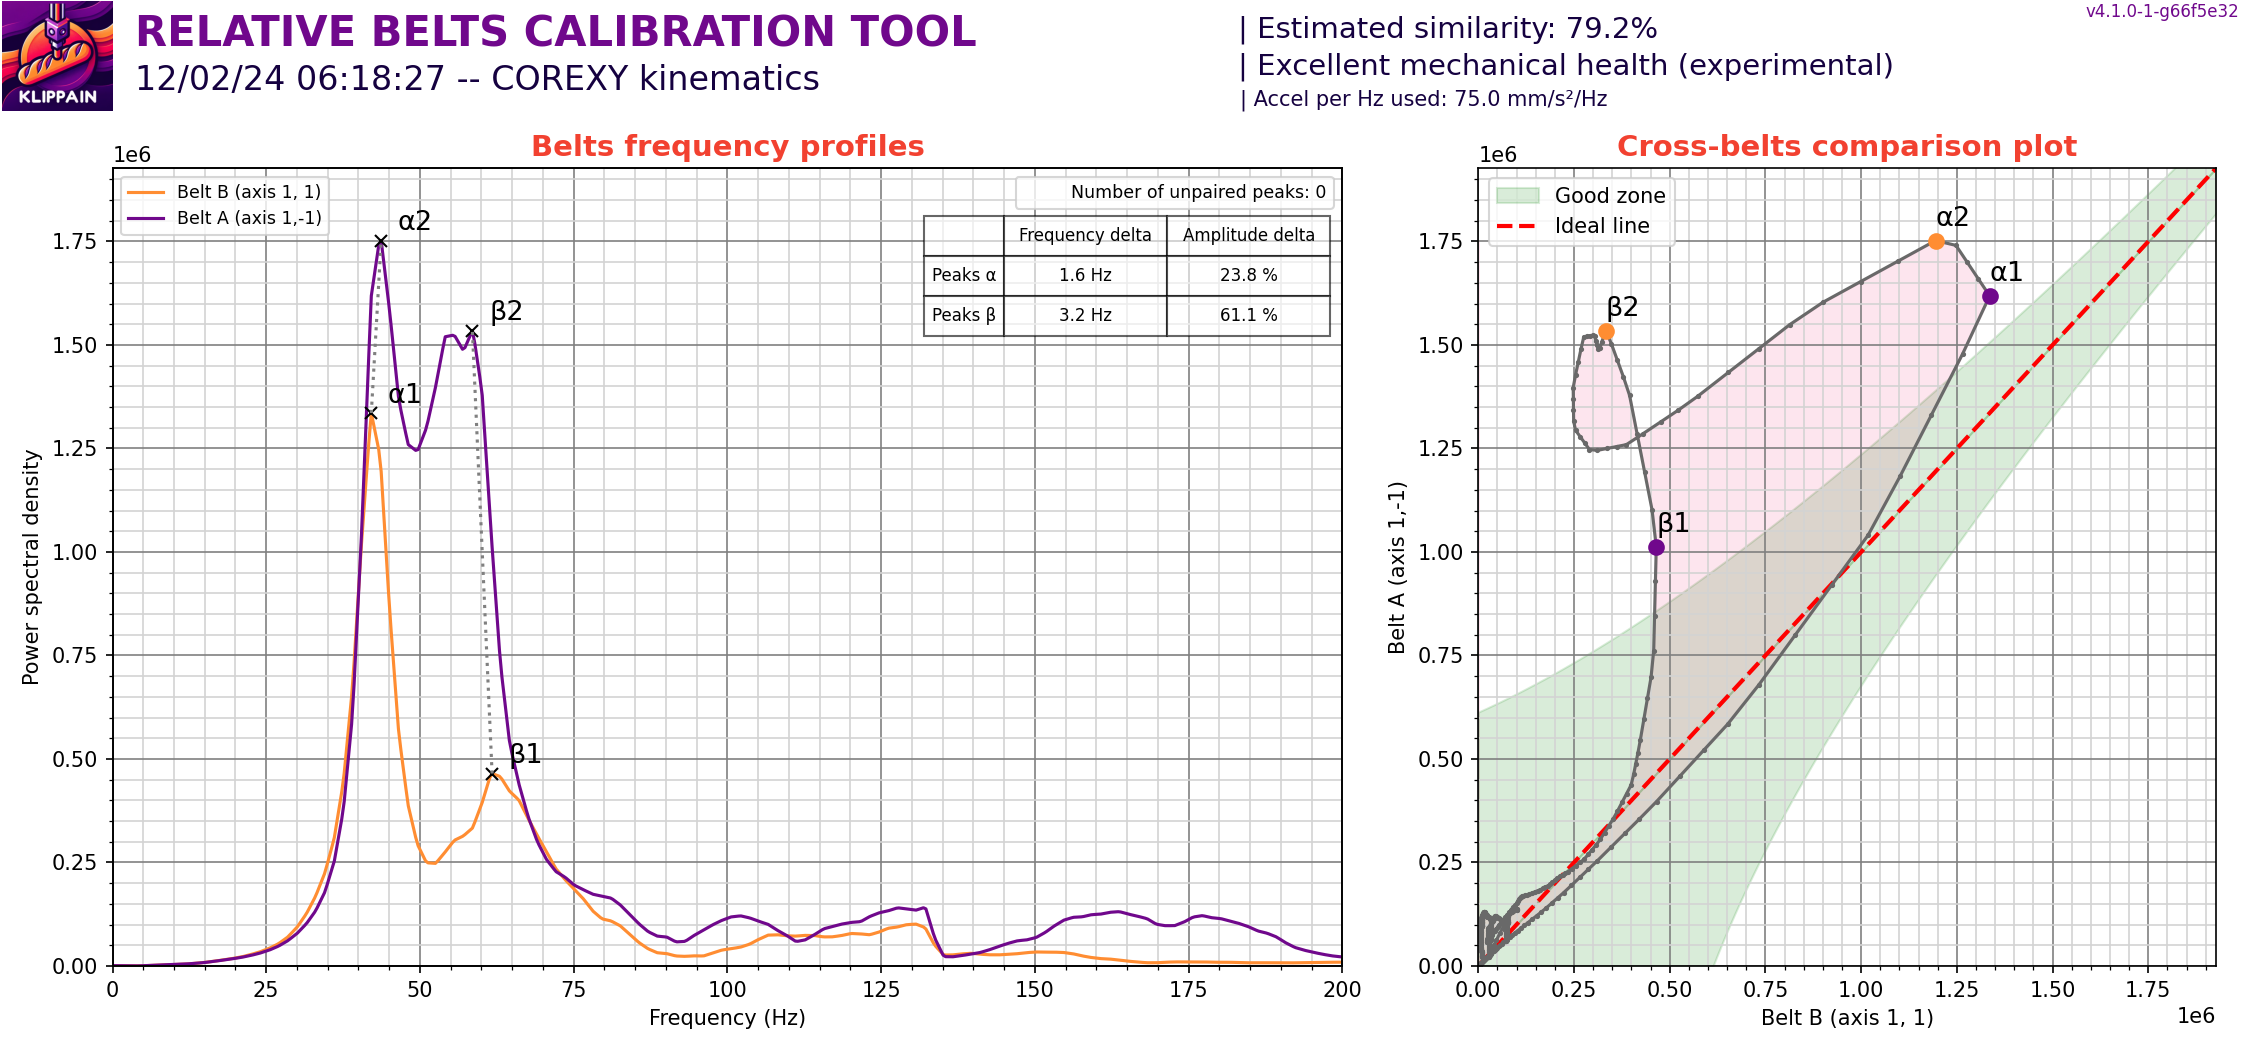 KLIPPAIN
RELATIVE BELTS CALIBRATION TOOL
12/02/24 06:18:27 -- COREXY kinematics
| Estimated similarity: 79.2%
| Excellent mechanical health (experimental)
| Accel per Hz used: 75.0 mm/s²/Hz
v4.1.0-1-g66f5e32
Belts frequency profiles
1e6
Belt B (axis 1, 1)
Belt A (axis 1,-1)
Number of unpaired peaks: 0
Frequency delta Amplitude delta
Peaks α 1.6 Hz 23.8 %
Peaks β 3.2 Hz 61.1 %
α2
β2
α1
β1
1.75
1.50
1.25
1.00
0.75
0.50
0.25
0.00
Power spectral density
0 25 50 75 100 125 150 175 200
Frequency (Hz)
Cross-belts comparison plot
1e6
Good zone
Ideal line
α2
α1
β2
β1
1.75
1.50
1.25
1.00
0.75
0.50
0.25
0.00
Belt A (axis 1,-1)
0.00 0.25 0.50 0.75 1.00 1.25 1.50 1.75
Belt B (axis 1, 1)
1e6